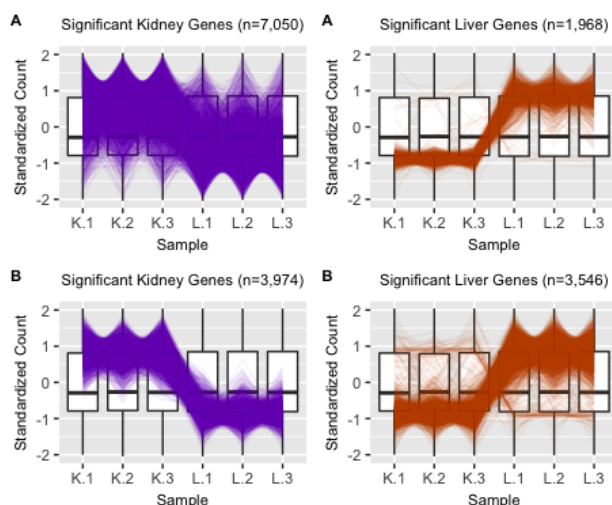 A Significant Kidney Genes (n=7,050)
Standardized Count
2
1
0
-1
-2
K.1 K.2 K.3 L.1 L.2 L.3
Sample
A Significant Liver Genes (n=1,968)
Standardized Count
2
1
0
-1
-2
K.1 K.2 K.3 L.1 L.2 L.3
Sample
B Significant Kidney Genes (n=3,974)
Standardized Count
2
1
0
-1
-2
K.1 K.2 K.3 L.1 L.2 L.3
Sample
B Significant Liver Genes (n=3,546)
Standardized Count
2
1
0
-1
-2
K.1 K.2 K.3 L.1 L.2 L.3
Sample